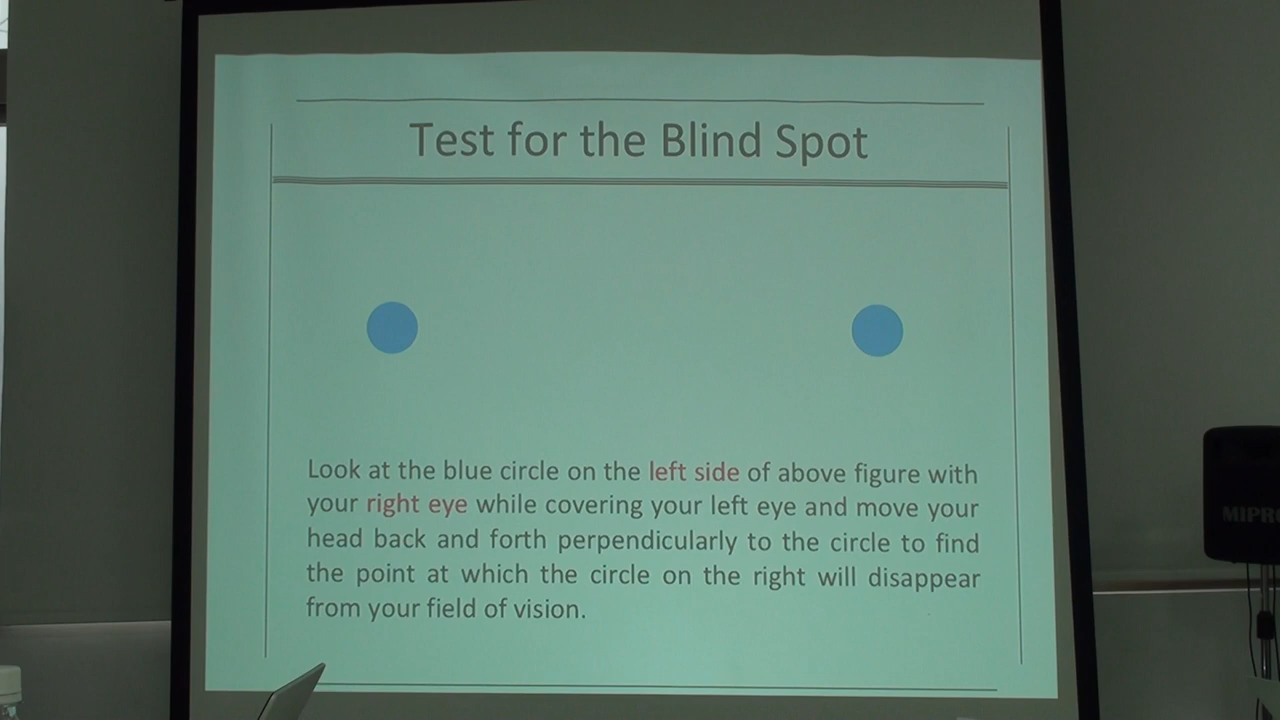 Test for the Blind Spot
Look at the blue circle on the left side of above figure with
your right eye while covering your left eye and move your
head back and forth perpendicularly to the circle to find
the point at which the circle on the right will disappear
from your field of vision.
MIPRO